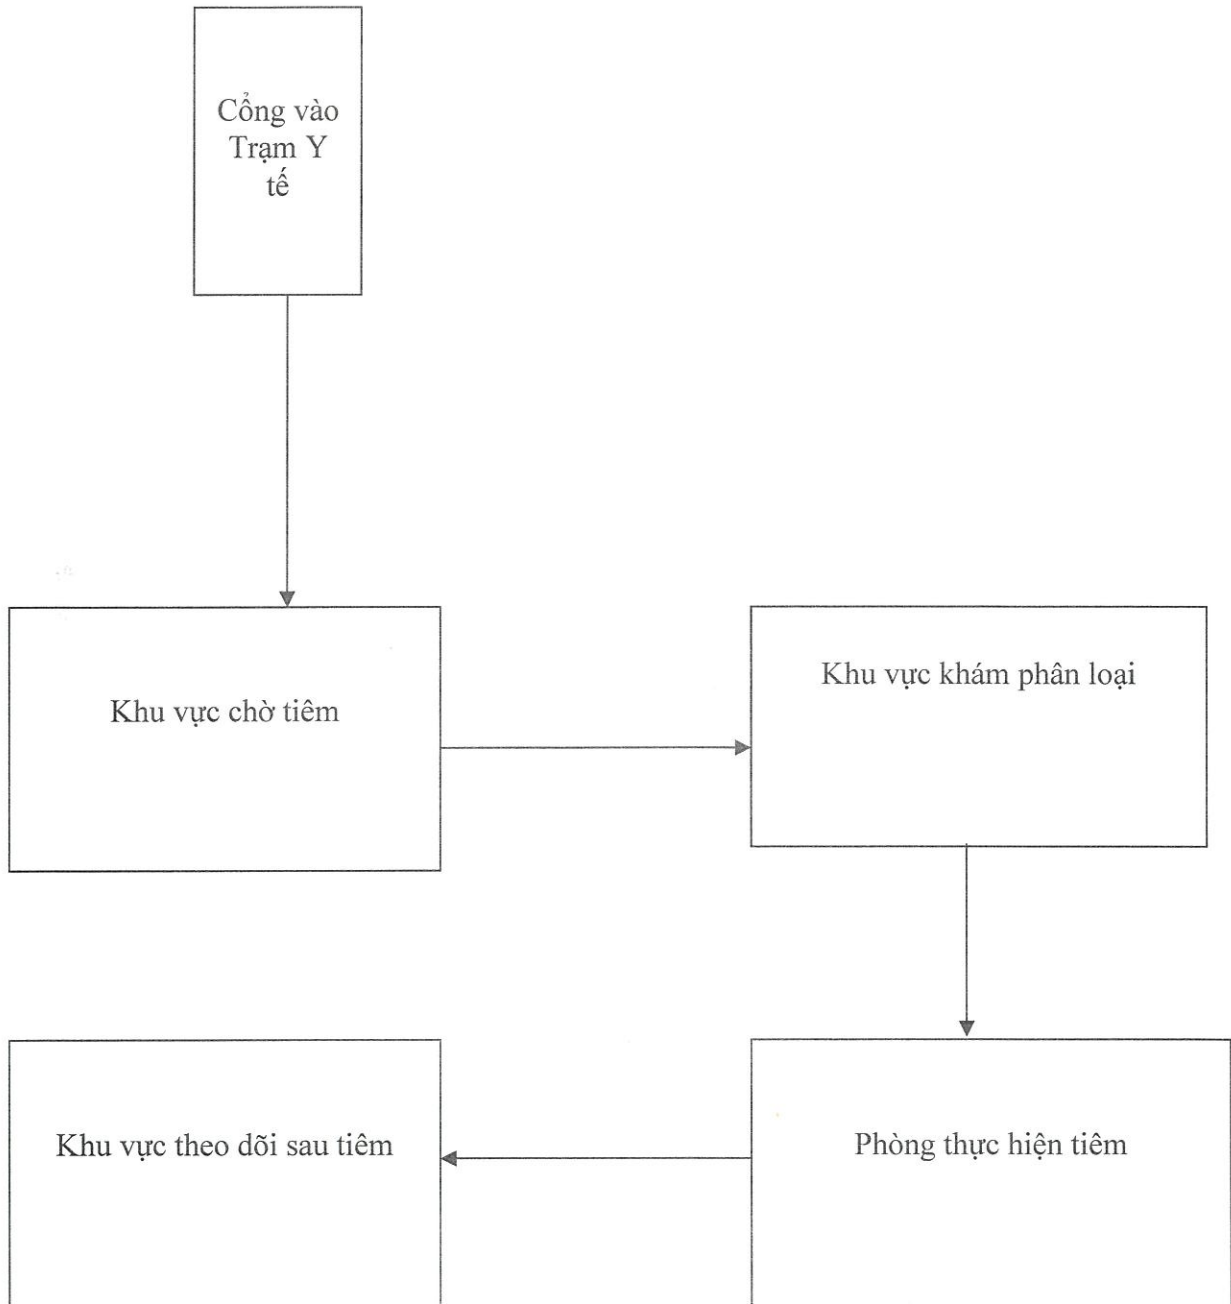 Cổng vào
Trạm Y
tế
Khu vực chờ tiêm
Khu vực khám phân loại
Khu vực theo dõi sau tiêm
Phòng thực hiện tiêm